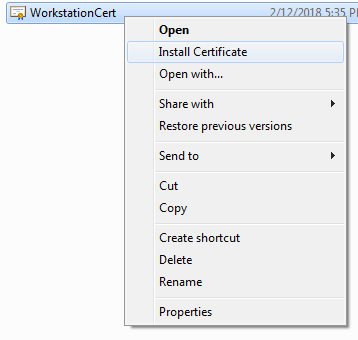 WorkstationCert 2/12/2018 5:35 P
Open
Install Certificate
Open with...
Share with
Restore previous versions
Send to
Cut
Copy
Create shortcut
Delete
Rename
Properties